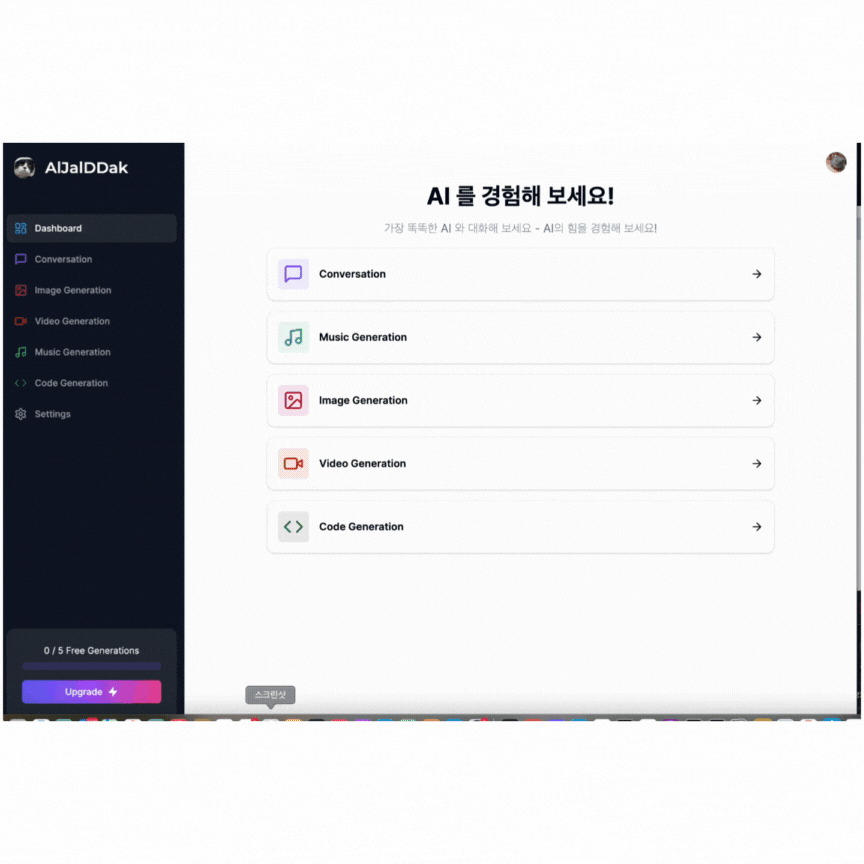 AIJalDDak
Dashboard
Conversation
Image Generation
Video Generation
Music Generation
Code Generation
Settings
0 / 5 Free Generations
Upgrade
AI 를 경험해 보세요!
가장 똑똑한 AI 와 대화해 보세요 - AI의 힘을 경험해 보세요!
Conversation
Music Generation
Image Generation
Video Generation
Code Generation
스크린샷